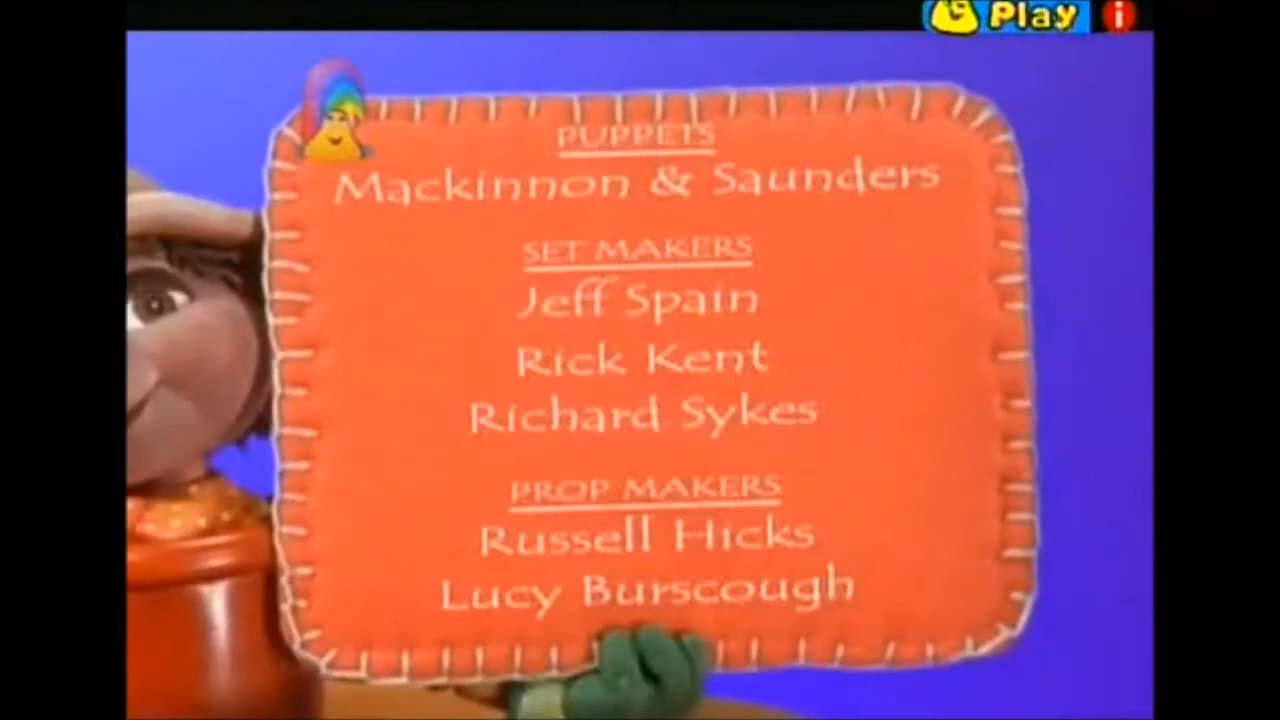 Play i
PUPPETS
Mackinnon & Saunders
SET MAKERS
Jeff Spain
Rick Kent
Richard Sykes
PROP MAKERS
Russell Hicks
Lucy Burscough